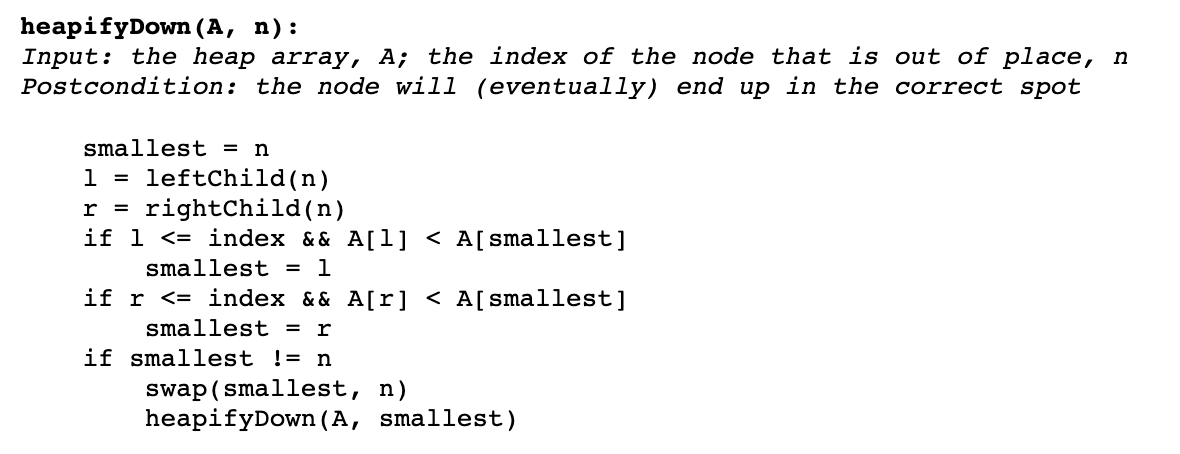 heapifyDown(A, n):
Input: the heap array, A; the index of the node that is out of place, n
Postcondition: the node will (eventually) end up in the correct spot
smallest = n
l = leftChild(n)
r = rightChild(n)
if l <= index && A[l] < A[smallest]
smallest = l
if r <= index && A[r] < A[smallest]
smallest = r
if smallest != n
swap(smallest, n)
heapifyDown(A, smallest)